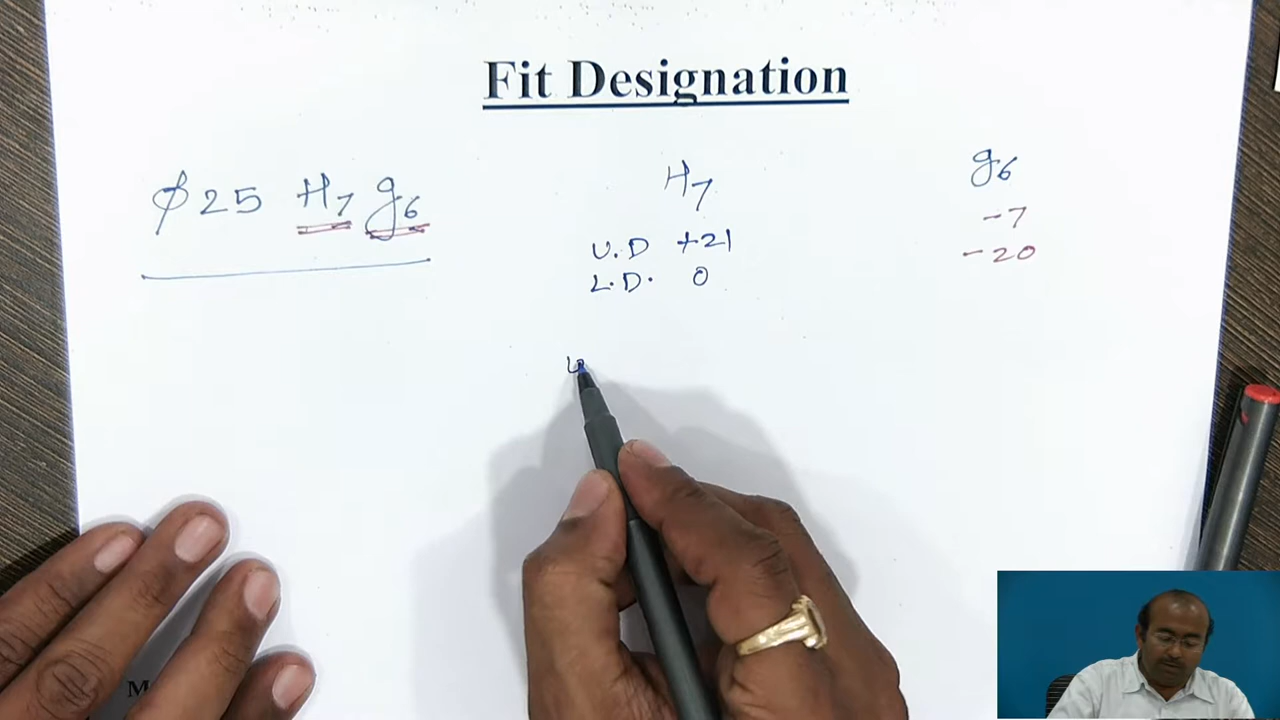 Fit Designation
φ25 H7 g6
H7
U.D +21
L.D. 0
g6
-7
-20